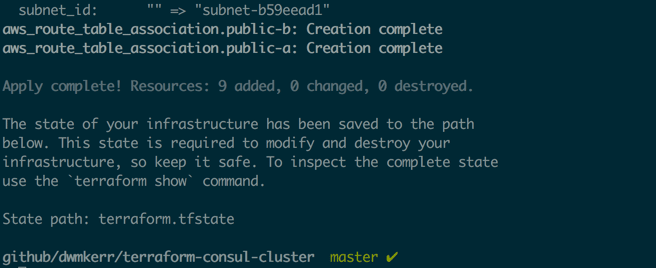 subnet_id:      "" => "subnet-b59eead1"
aws_route_table_association.public-b: Creation complete
aws_route_table_association.public-a: Creation complete
Apply complete! Resources: 9 added, 0 changed, 0 destroyed.
The state of your infrastructure has been saved to the path
below. This state is required to modify and destroy your
infrastructure, so keep it safe. To inspect the complete state
use the `terraform show` command.
State path: terraform.tfstate
github/dwmkerr/terraform-consul-cluster  master ✔